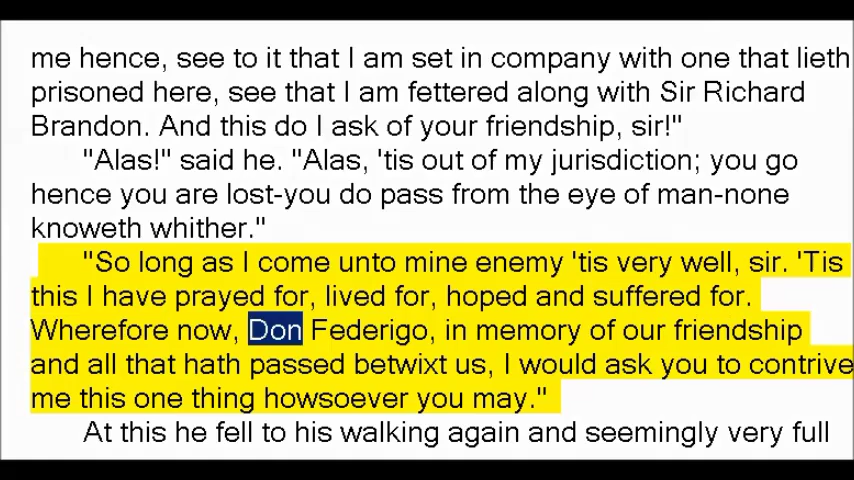 me hence, see to it that I am set in company with one that lieth
prisoned here, see that I am fettered along with Sir Richard
Brandon. And this do I ask of your friendship, sir!"
"Alas!" said he. "Alas, 'tis out of my jurisdiction; you go
hence you are lost-you do pass from the eye of man-none
knoweth whither."
"So long as I come unto mine enemy 'tis very well, sir. 'Tis
this I have prayed for, lived for, hoped and suffered for.
Wherefore now, Don Federigo, in memory of our friendship
and all that hath passed betwixt us, I would ask you to contrive
me this one thing howsoever you may."
At this he fell to his walking again and seemingly very full